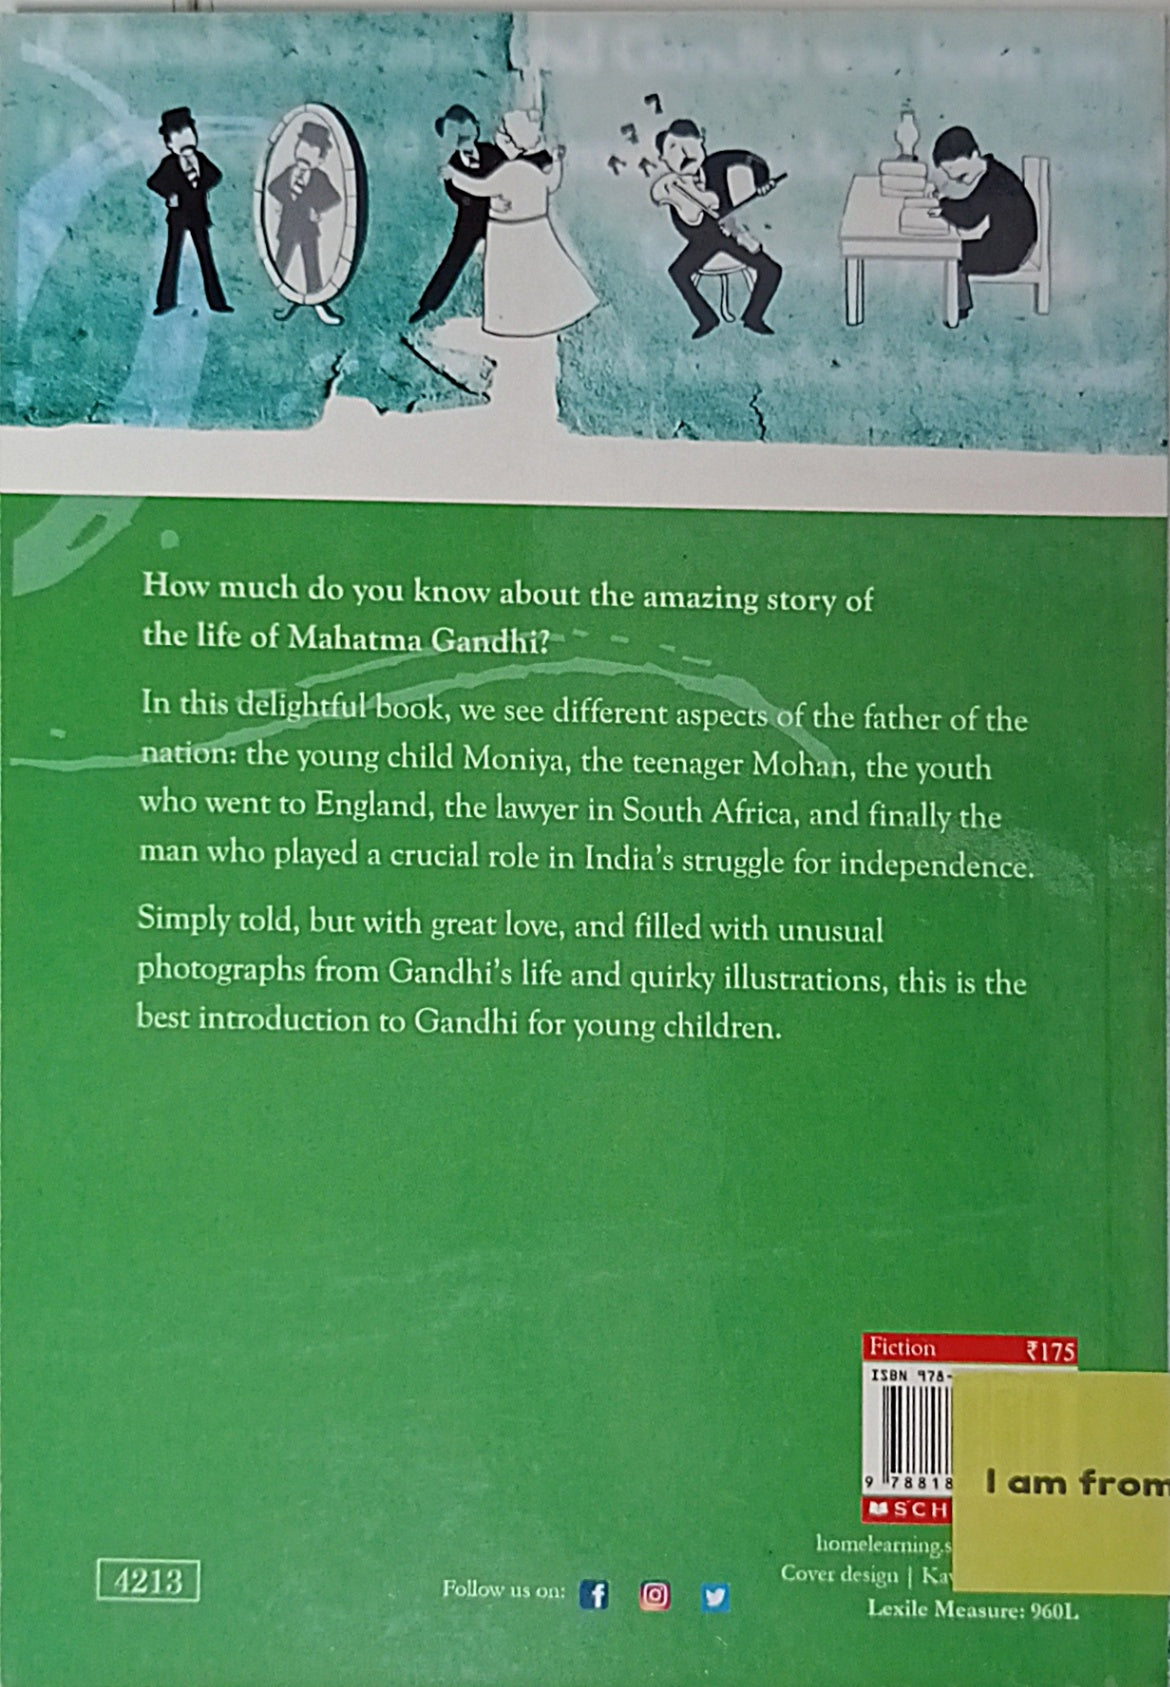 How much do you know about the amazing story of
the life of Mahatma Gandhi?
In this delightful book, we see different aspects of the father of the
nation: the young child Moniya, the teenager Mohan, the youth
who went to England, the lawyer in South Africa, and finally the
man who played a crucial role in India's struggle for independence.
Simply told, but with great love, and filled with unusual
photographs from Gandhi's life and quirky illustrations, this is the
best introduction to Gandhi for young children.
Fiction ₹175
ISBN 978-
9 78818
SCH
I am from
homelearning.s
Cover design | Ka
Lexile Measure: 960L
4213
Follow us on: